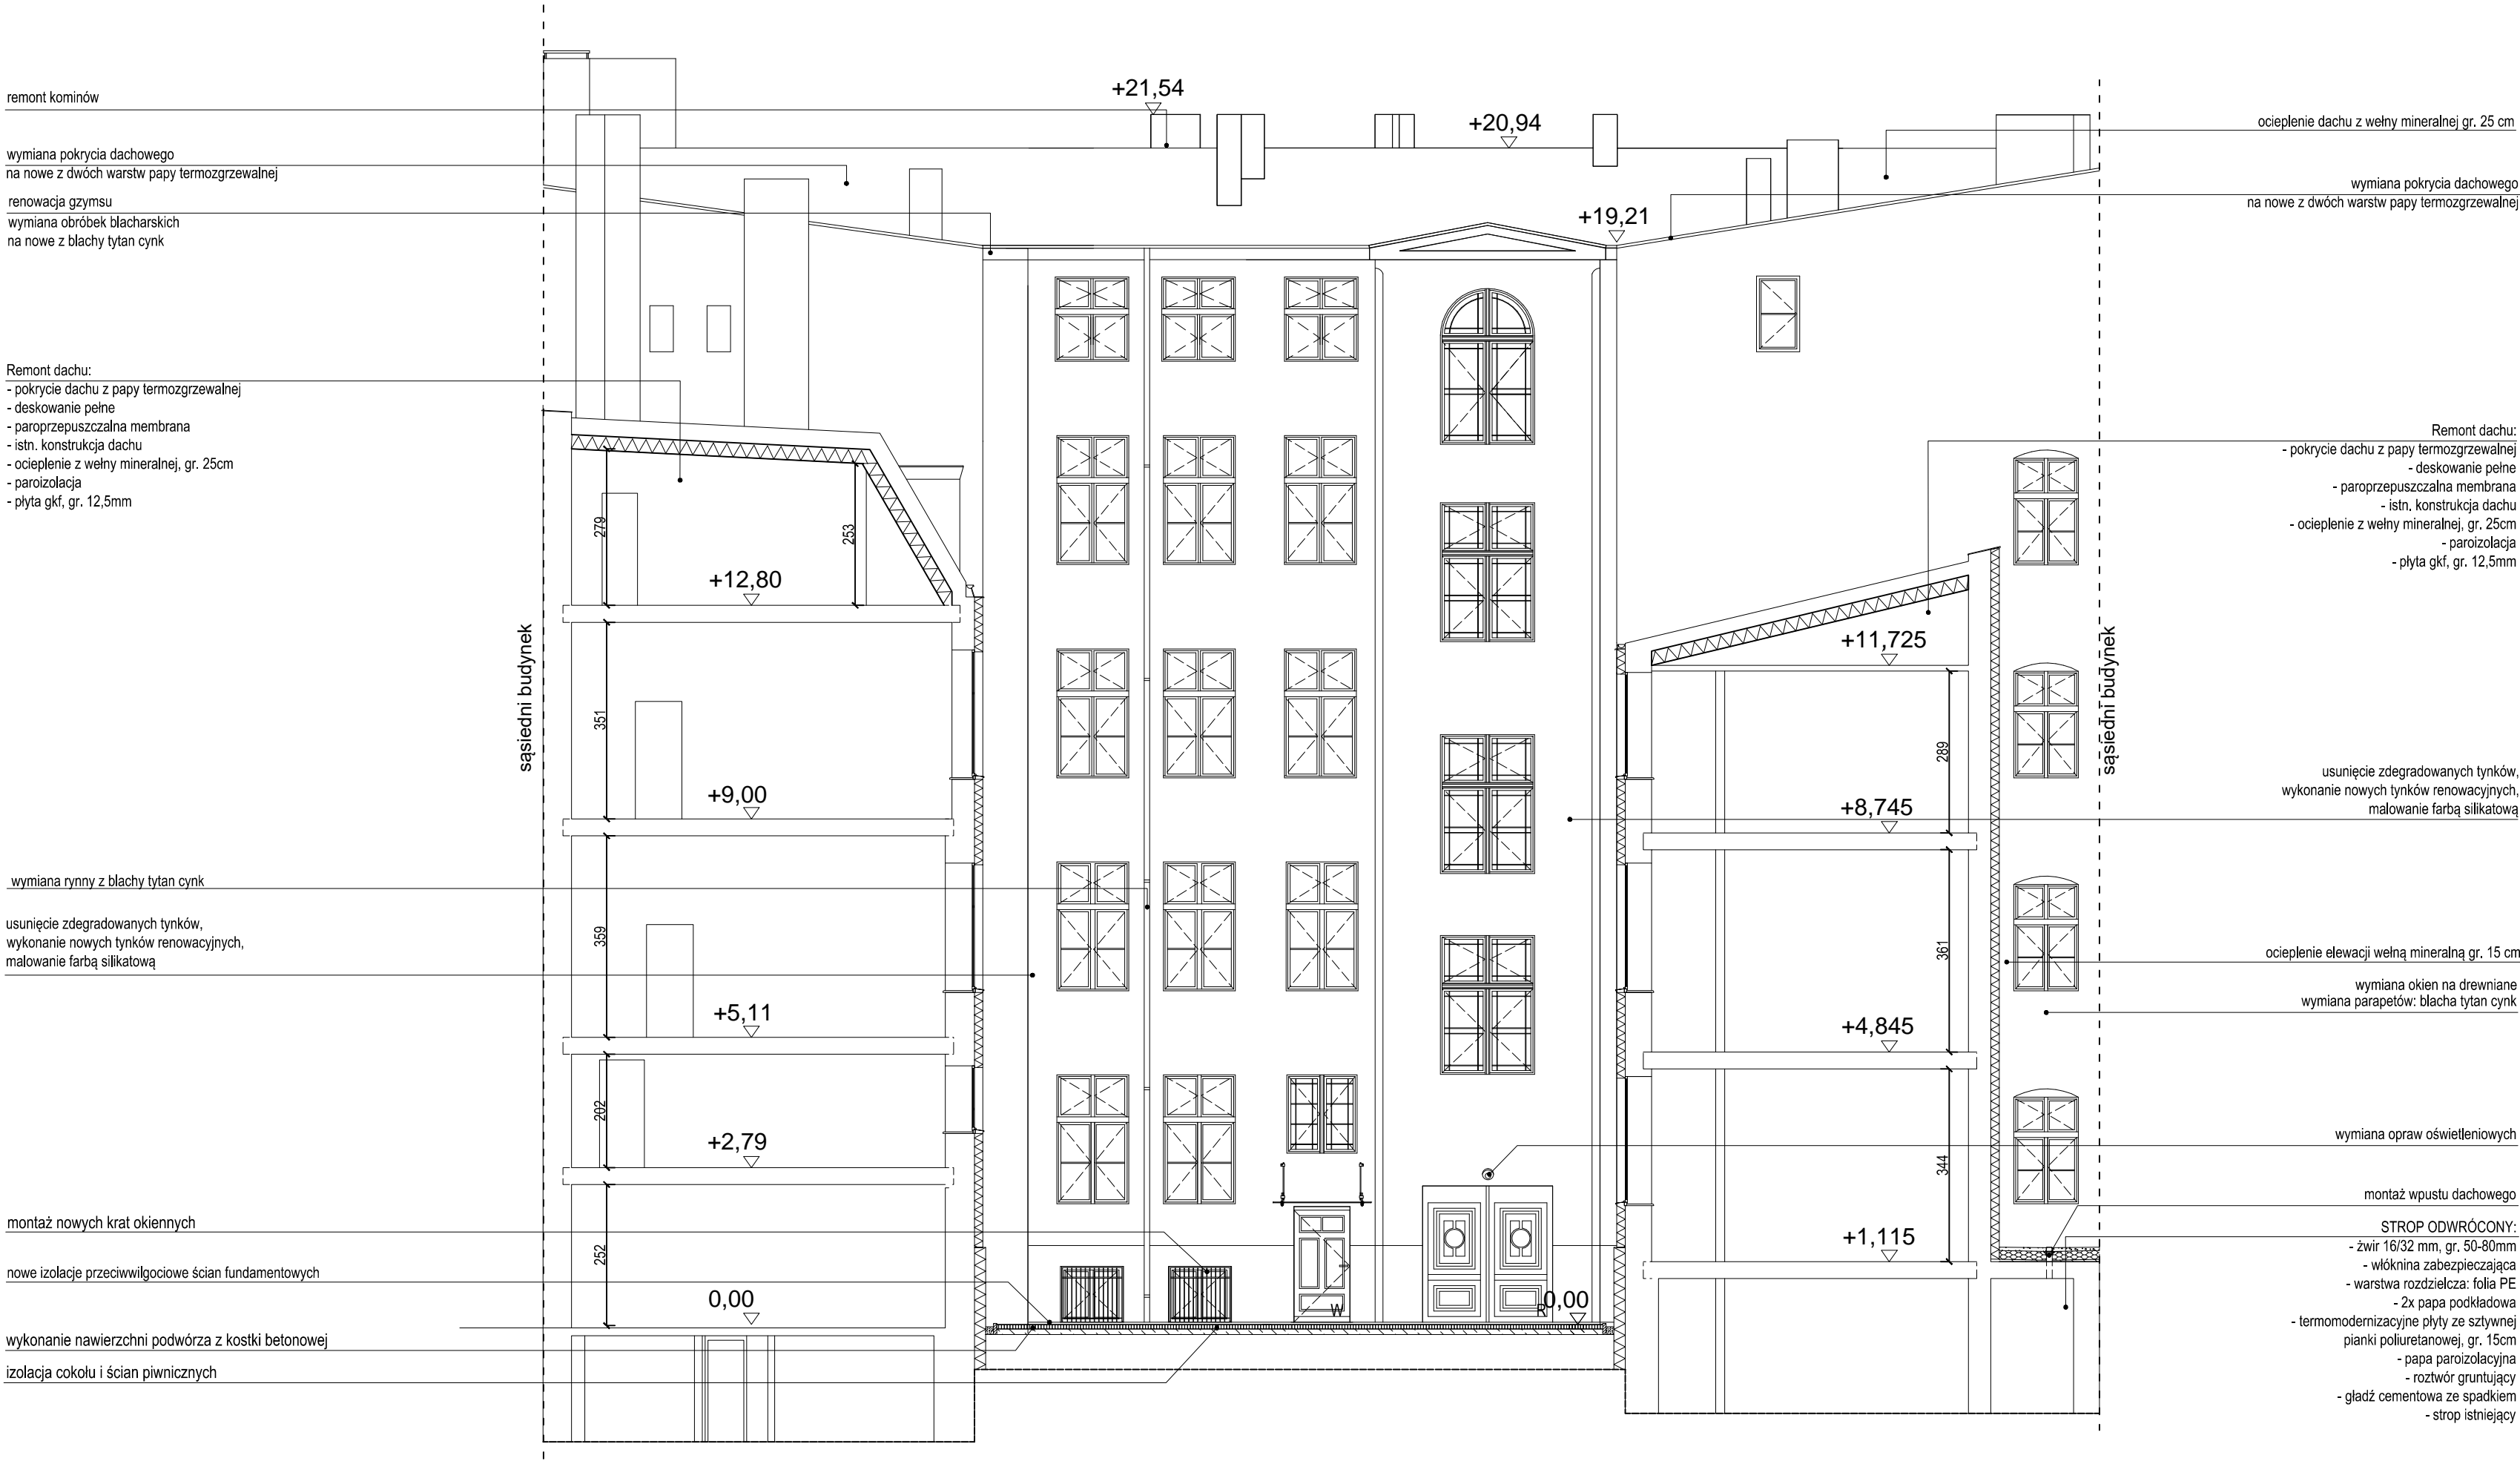 remont kominów
wymiana pokrycia dachowego
na nowe z dwóch warstw papy termozgrzewalnej
renowacja gzymsu
wymiana obróbek blacharskich
na nowe z blachy tytan cynk
Remont dachu:
- pokrycie dachu z papy termozgrzewalnej
- deskowanie pełne
- paroprzepuszczalna membrana
- istn. konstrukcja dachu
- ocieplenie z wełny mineralnej, gr. 25cm
- paroizolacja
- płyta gkf, gr. 12,5mm
wymiana rynny z blachy tytan cynk
usunięcie zdegradowanych tynków,
wykonanie nowych tynków renowacyjnych,
malowanie farbą silikatową
montaż nowych krat okiennych
nowe izolacje przeciwwilgociowe ścian fundamentowych
wykonanie nawierzchni podwórza z kostki betonowej
izolacja cokołu i ścian piwnicznych
sąsiedni budynek
279
253
+12,80
351
+9,00
359
+5,11
202
+2,79
252
0,00
+21,54
+20,94
+19,21
W
R
0,00
+11,725
289
+8,745
361
+4,845
344
+1,115
sąsiedni budynek
ocieplenie dachu z wełny mineralnej gr. 25 cm
wymiana pokrycia dachowego
na nowe z dwóch warstw papy termozgrzewalnej
Remont dachu:
- pokrycie dachu z papy termozgrzewalnej
- deskowanie pełne
- paroprzepuszczalna membrana
- istn. konstrukcja dachu
- ocieplenie z wełny mineralnej, gr. 25cm
- paroizolacja
- płyta gkf, gr. 12,5mm
usunięcie zdegradowanych tynków,
wykonanie nowych tynków renowacyjnych,
malowanie farbą silikatową
ocieplenie elewacji wełną mineralną gr. 15 cm
wymiana okien na drewniane
wymiana parapetów: blacha tytan cynk
wymiana opraw oświetleniowych
montaż wpustu dachowego
STROP ODWRÓCONY:
- żwir 16/32 mm, gr. 50-80mm
- włóknina zabezpieczająca
- warstwa rozdzielcza: folia PE
- 2x papa podkładowa
- termomodernizacyjne płyty ze sztywnej
pianki poliuretanowej, gr. 15cm
- papa paroizolacyjna
- roztwór gruntujący
- gładź cementowa ze spadkiem
- strop istniejący